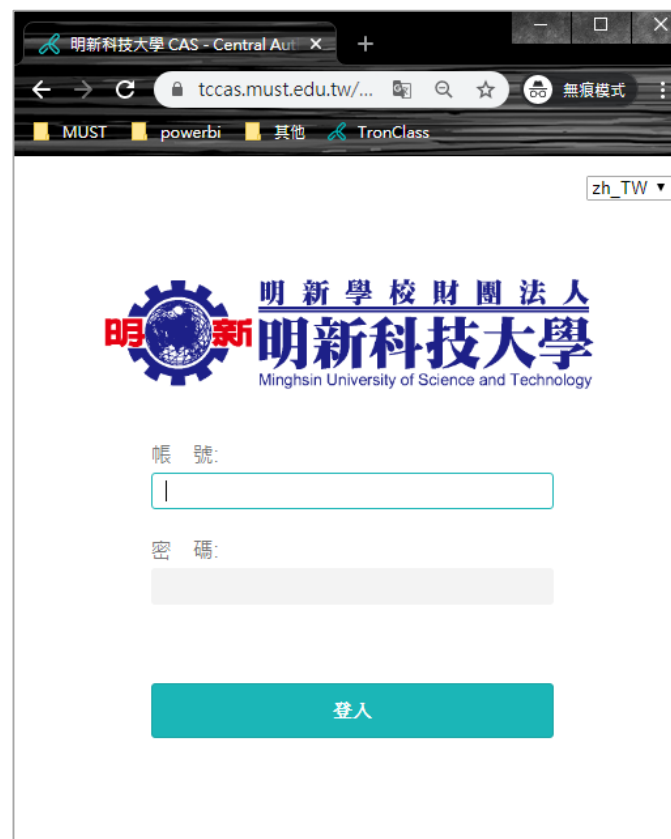 明新科技大學 CAS - Central Aut
tccas.must.edu.tw/...
無痕模式
MUST powerbi 其他 TronClass
zh_TW
明新學校財團法人
明新
明新科技大學
Minghsin University of Science and Technology
帳 號:
密 碼:
登入